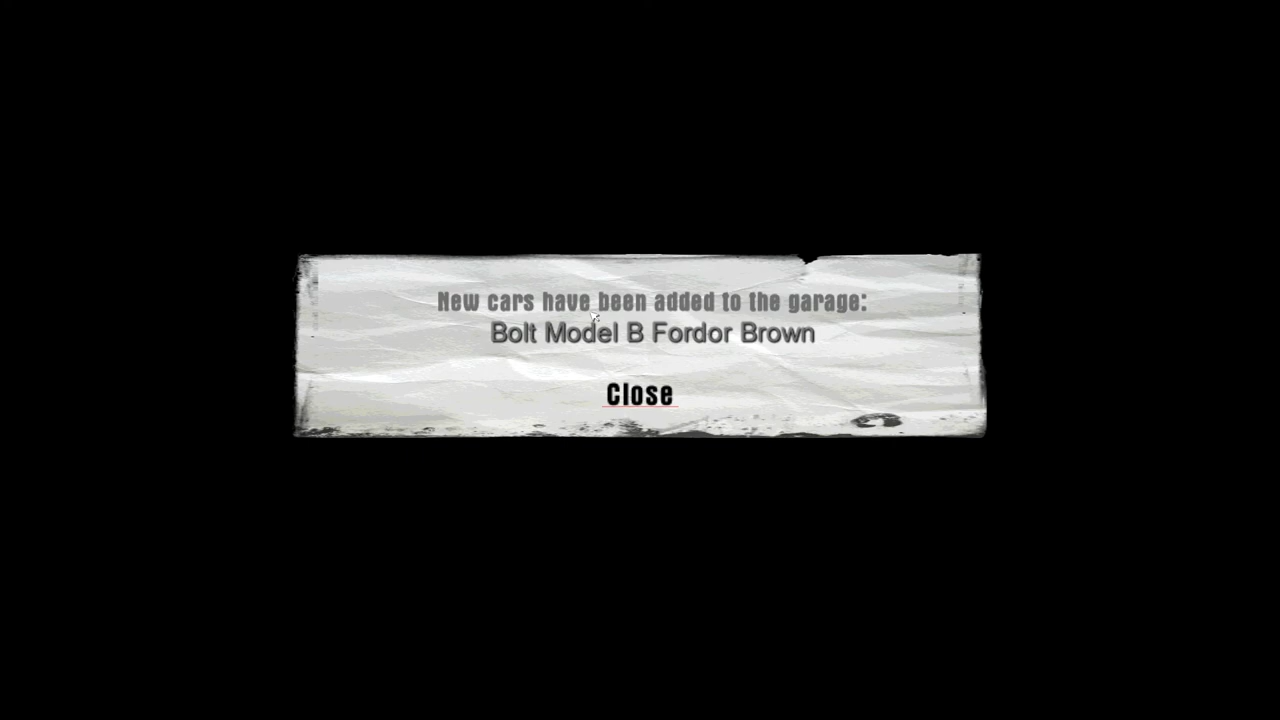 New cars have been added to the garage:
Bolt Model B Fordor Brown
Close